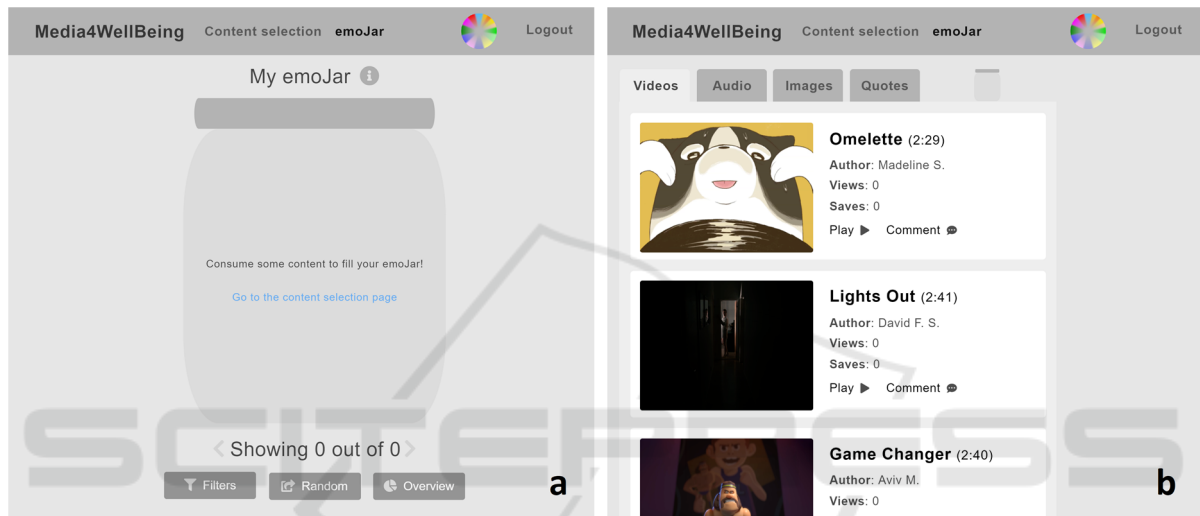 Media4WellBeing Content selection emoJar Logout
My emoJar
Consume some content to fill your emoJar!
Go to the content selection page
Showing 0 out of 0
Filters Random Overview
a
Media4WellBeing Content selection emoJar Logout
Videos Audio Images Quotes
Omelette (2:29)
Author: Madeline S.
Views: 0
Saves: 0
Play Comment
Lights Out (2:41)
Author: David F. S.
Views: 0
Saves: 0
Play Comment
Game Changer (2:40)
Author: Aviv M.
Views: 0
b
SCITEPRESS